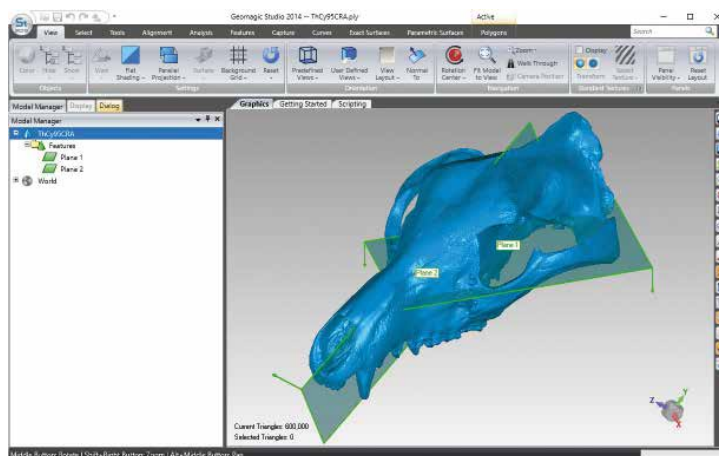 Geomagic Studio 2014 -- ThCy95CRA.ply
Active
View Select Tools Alignment Analysis Features Capture Curves Exact Surfaces Parametric Surfaces Polygons
Search
Color Hide Show
View Flat Shading Parallel Projection Background Grid Reset
Predefined Views User Defined Views View Layout Normal To
Rotation Center Fit Model to View
Zoom
Walk Through
Camera Position
Display
Transform
Panel Visibility Reset Layout
Objects Settings Orientation Navigation Standard Textures Panels
Model Manager Display Dialog
Graphics Getting Started Scripting
Model Manager
ThCy95CRA
Features
Plane 1
Plane 2
World
Plane 1
Plane 2
Z Y X
Current Triangles: 600,000
Selected Triangles: 0
Middle Button: Rotate | Shift+Right Button: Zoom | Alt+Middle Button: Pan